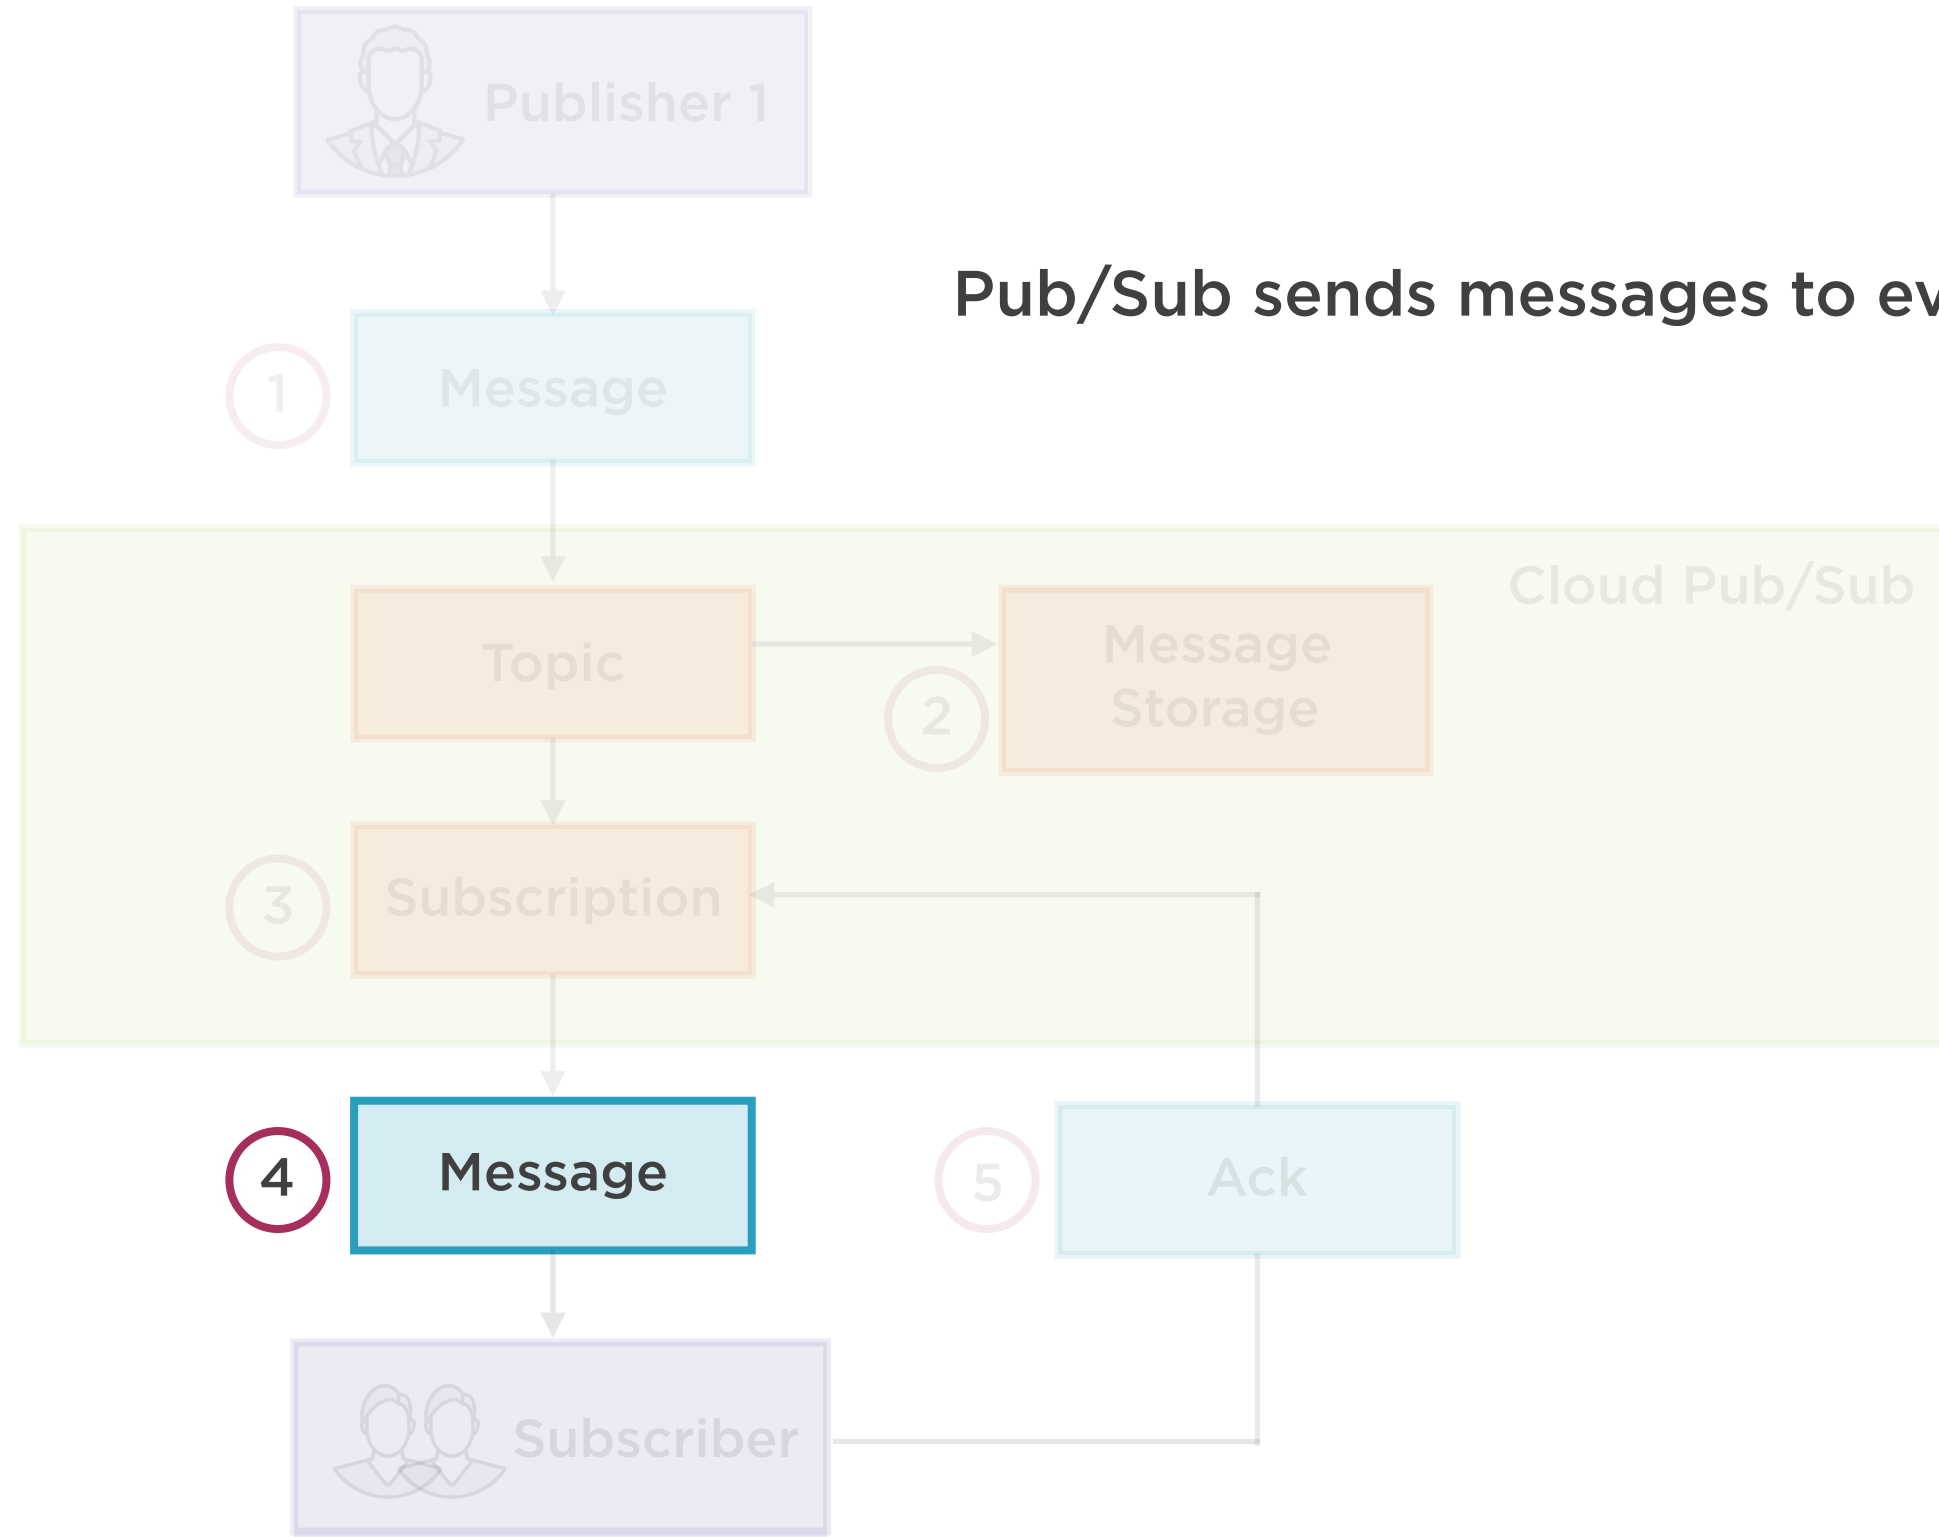 Publisher 1
Pub/Sub sends messages to ev
1
Message
Cloud Pub/Sub
Topic
Message
Storage
2
3
Subscription
4
Message
5
Ack
Subscriber